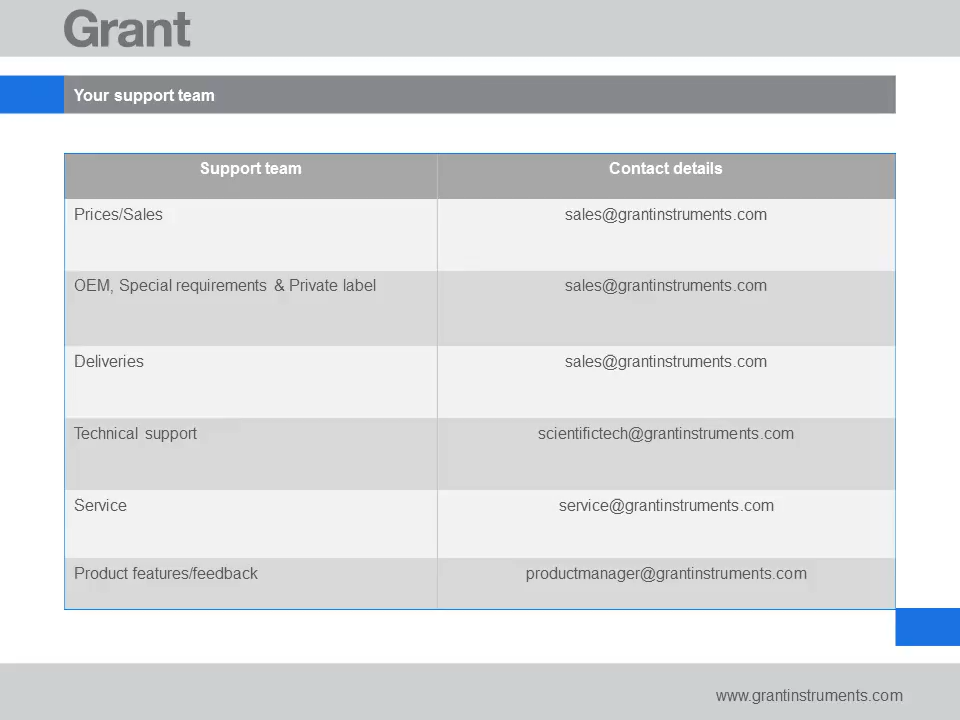 Grant
Your support team
Support team
Contact details
Prices/Sales
sales@grantinstruments.com
OEM, Special requirements & Private label
sales@grantinstruments.com
Deliveries
sales@grantinstruments.com
Technical support
scientifictech@grantinstruments.com
Service
service@grantinstruments.com
Product features/feedback
productmanager@grantinstruments.com
www.grantinstruments.com